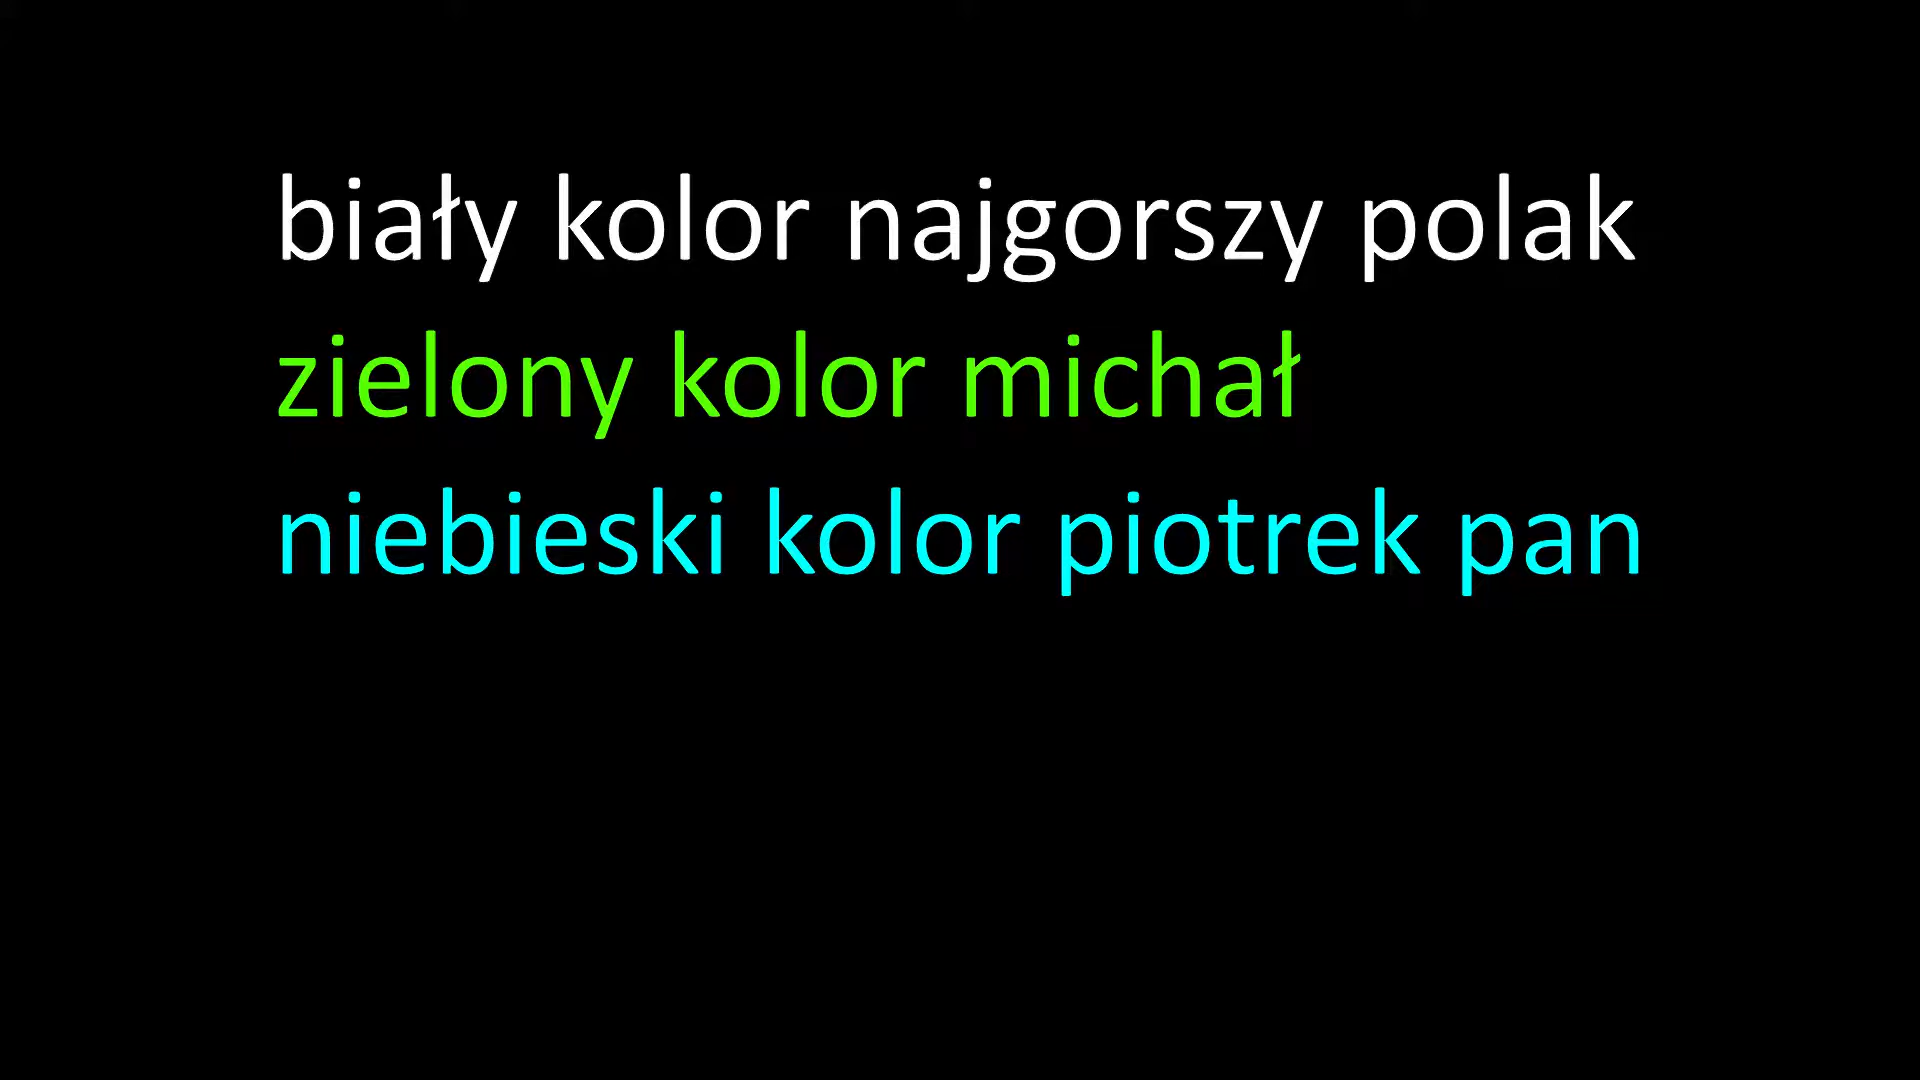 biały kolor najgorszy polak
zielony kolor michał
niebieski kolor piotrek pan